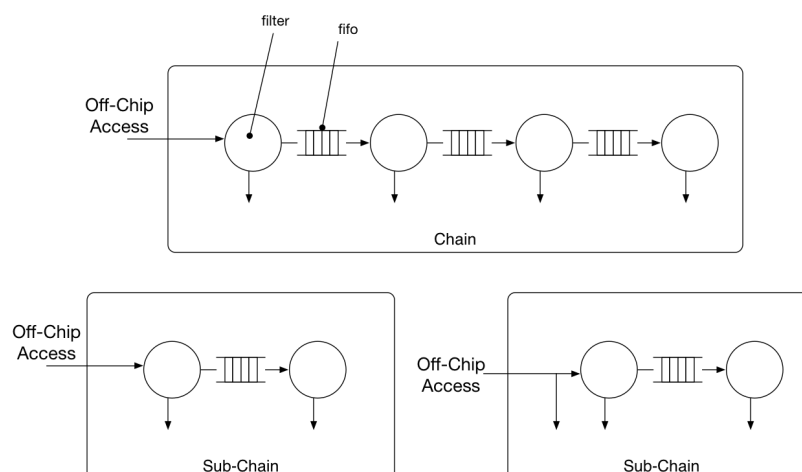 filter
fifo
Off-Chip
Access
Chain
Off-Chip
Access
Sub-Chain
Off-Chip
Access
Sub-Chain